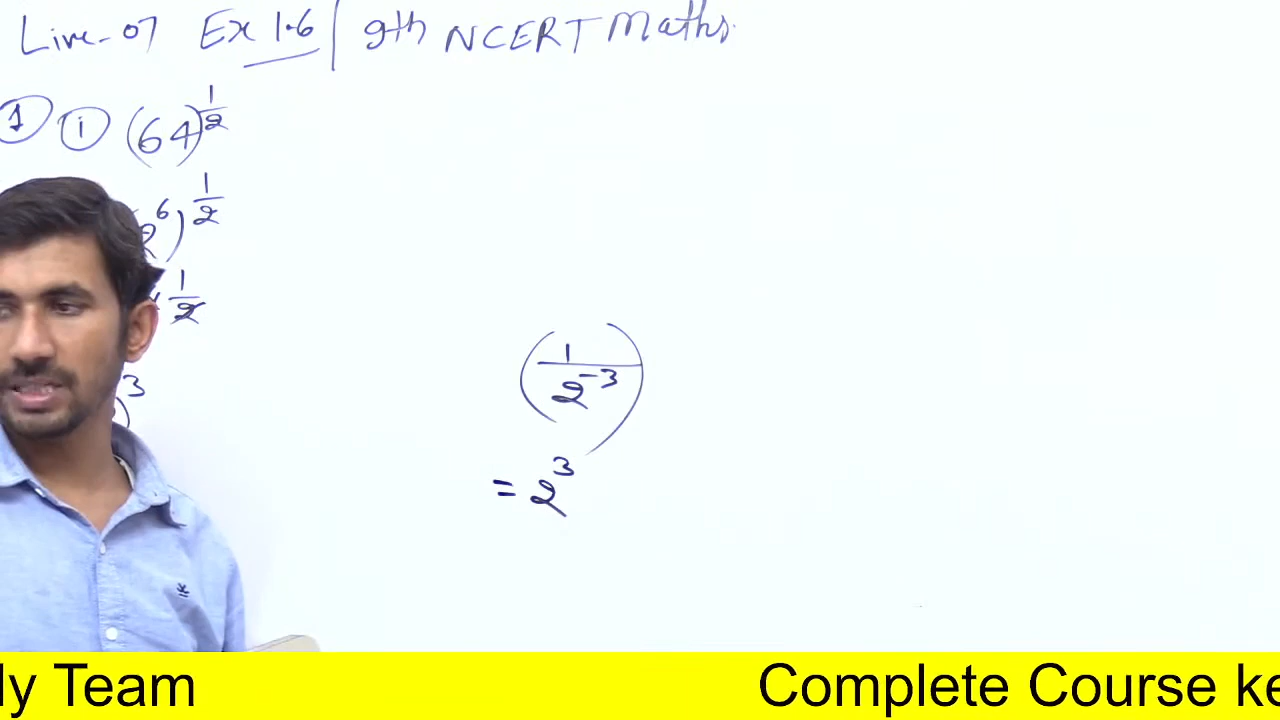 Live-07 Ex 1.6 | 9th NCERT Maths.
1 i (64)^1/2
2^6)^1/2
1/2
)^3
(1/2^-3)
= 2^3
ly Team Complete Course ke